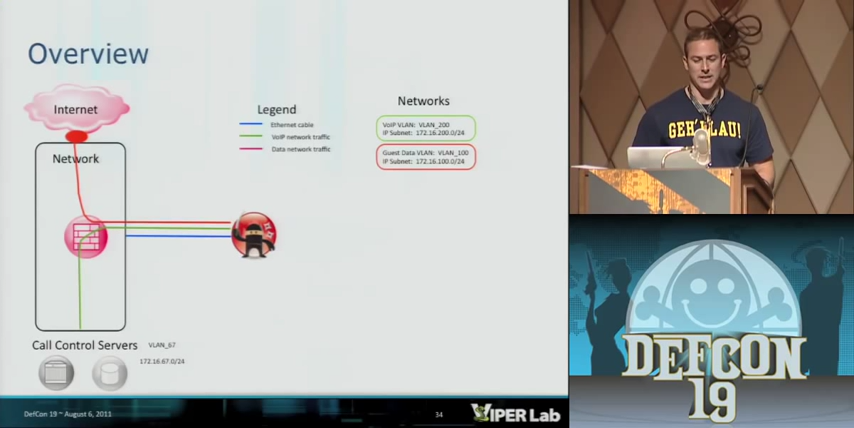 Overview
Internet
Legend
Ethernet cable
VoIP network traffic
Data network traffic
Networks
VoIP VLAN: VLAN_200
IP Subnet: 172.16.200.0/24
Guest Data VLAN: VLAN_100
IP Subnet: 172.16.100.0/24
Network
Call Control Servers
VLAN_67
172.16.67.0/24
DefCon 19 ~ August 6, 2011
34
VIPER Lab
DEFCON
19